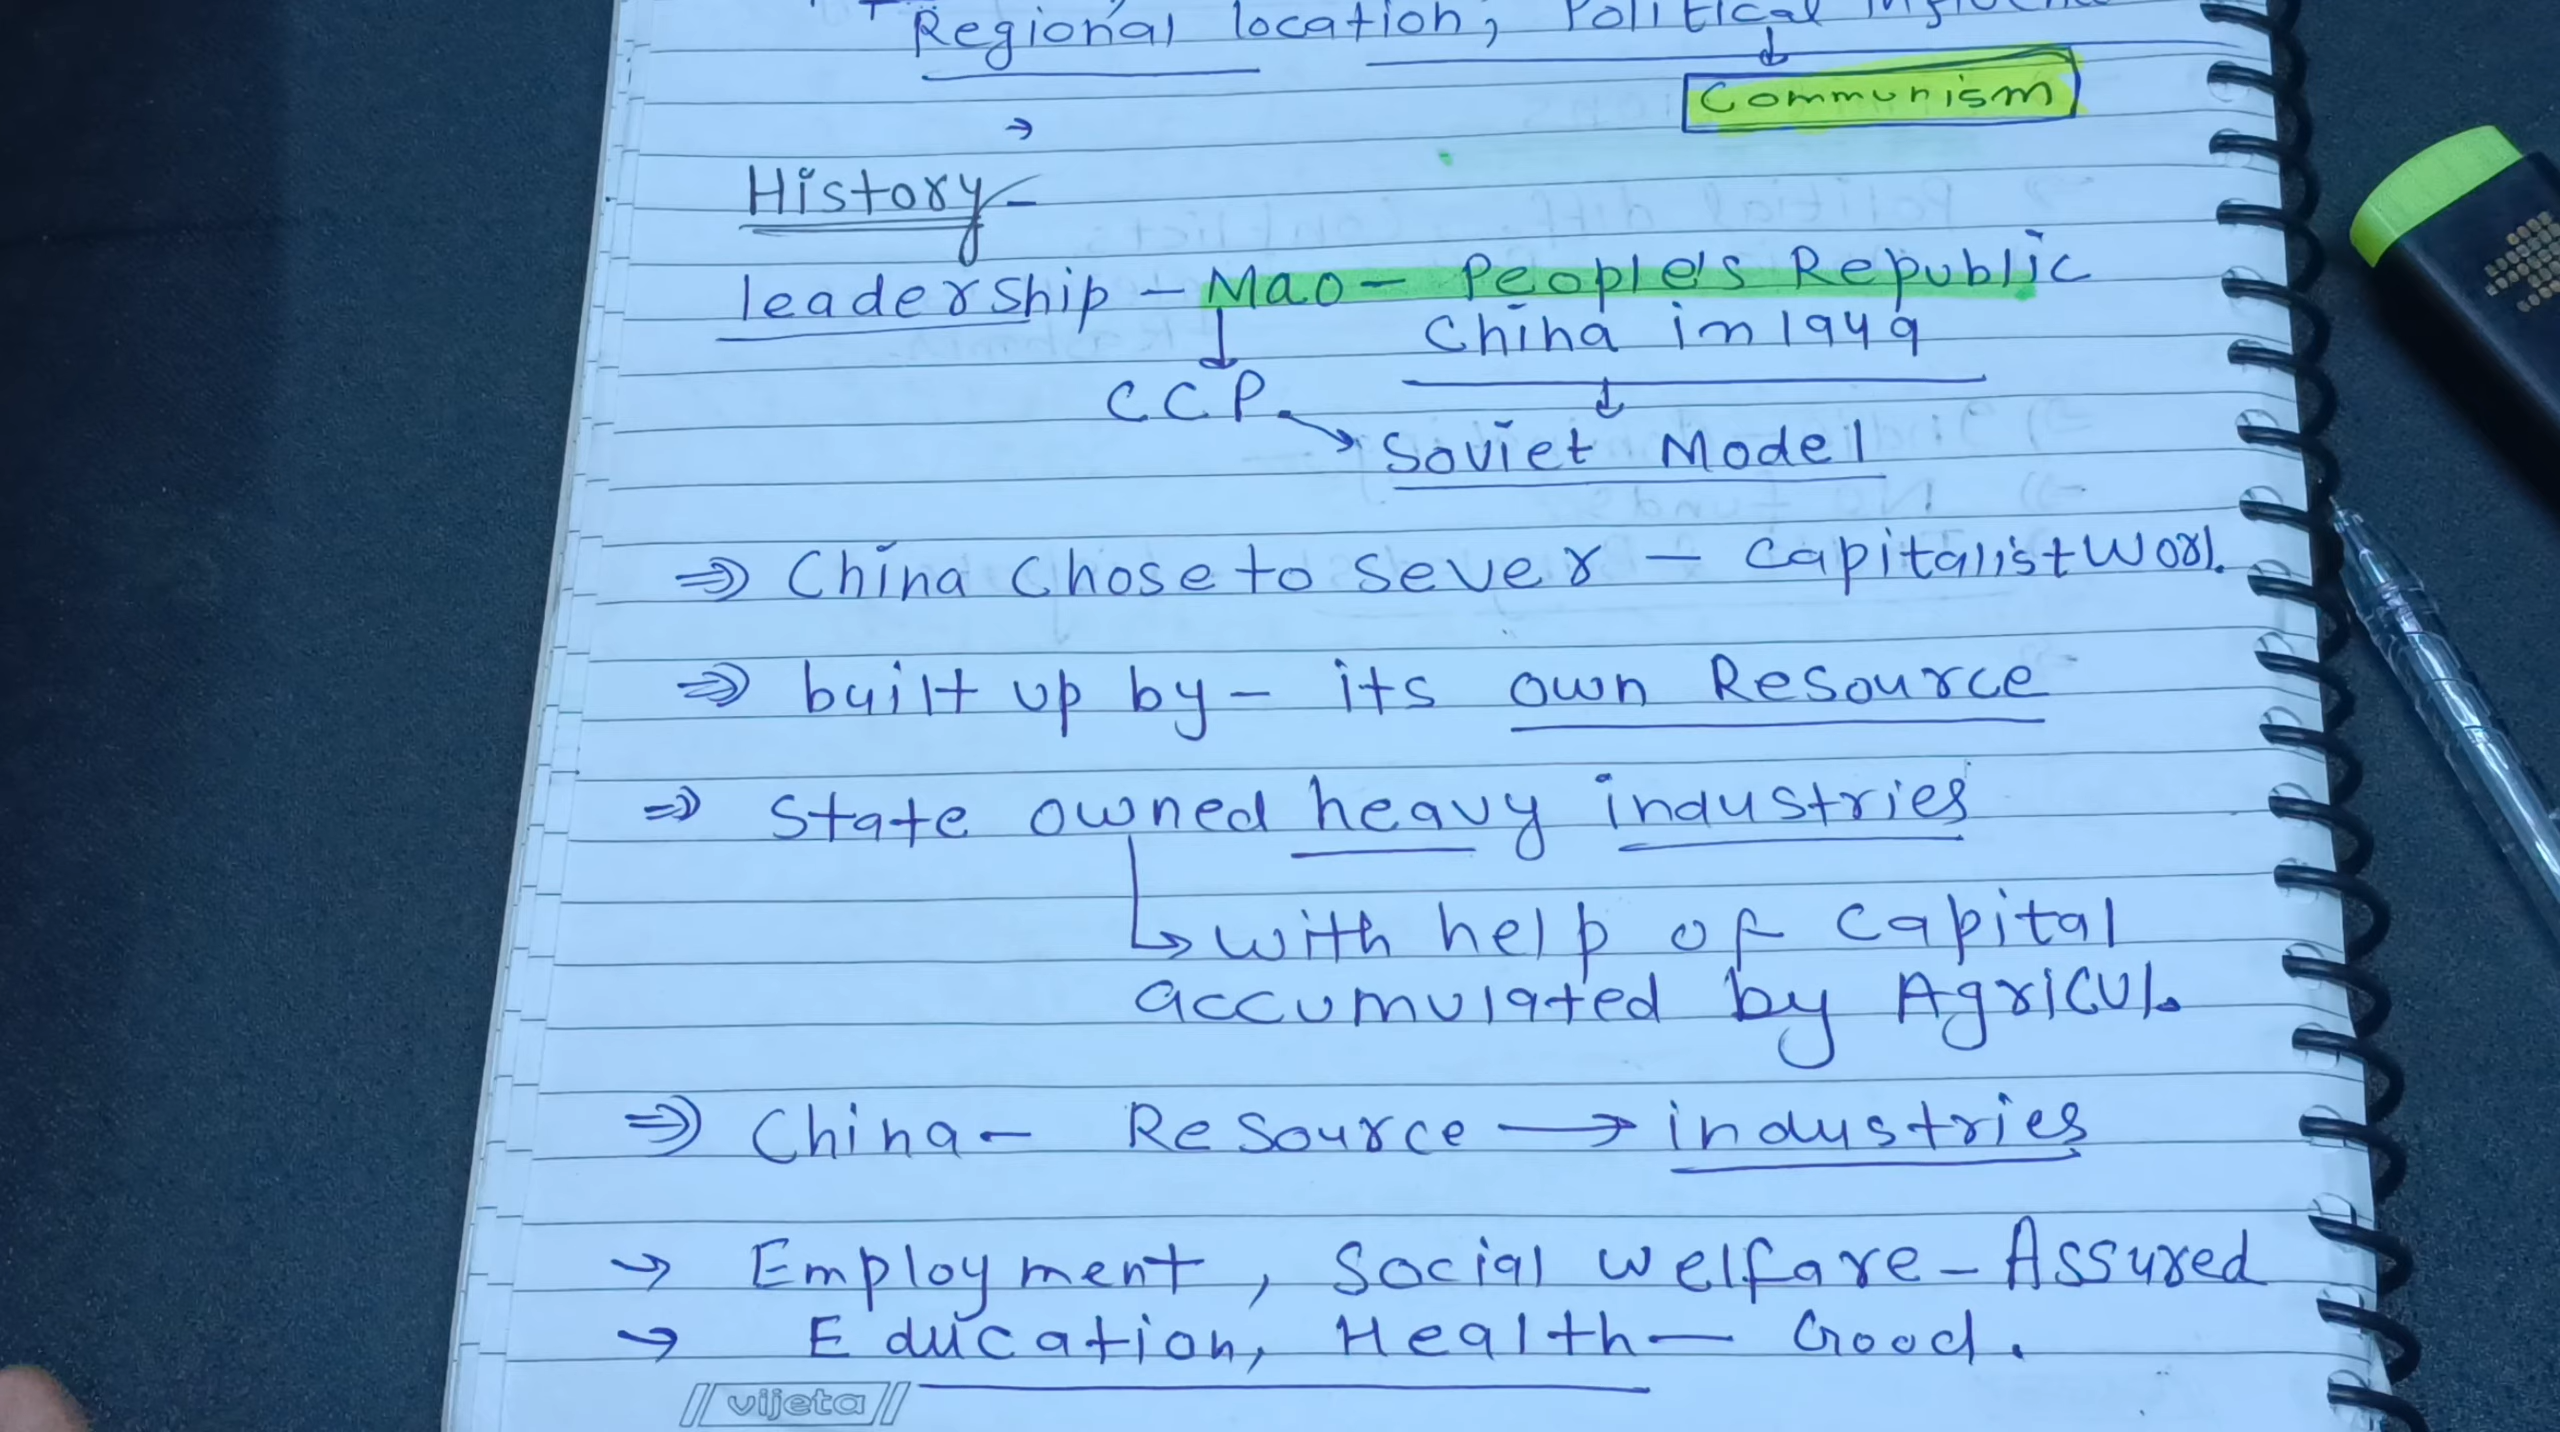 Regional location, Political
Communism
→
History-
leadership - Mao - People's Republic
China in 1949
CCP.
Soviet Model
⇒ China Chose to sever - Capitalist Worl.
⇒ built up by - its own Resource
⇒ State owned heavy industries
↳ with help of Capital
accumulated by Agricul.
⇒ China - Resource → industries
→ Employment, Social welfare - Assured
→ Education, Health - Good.
vijeta